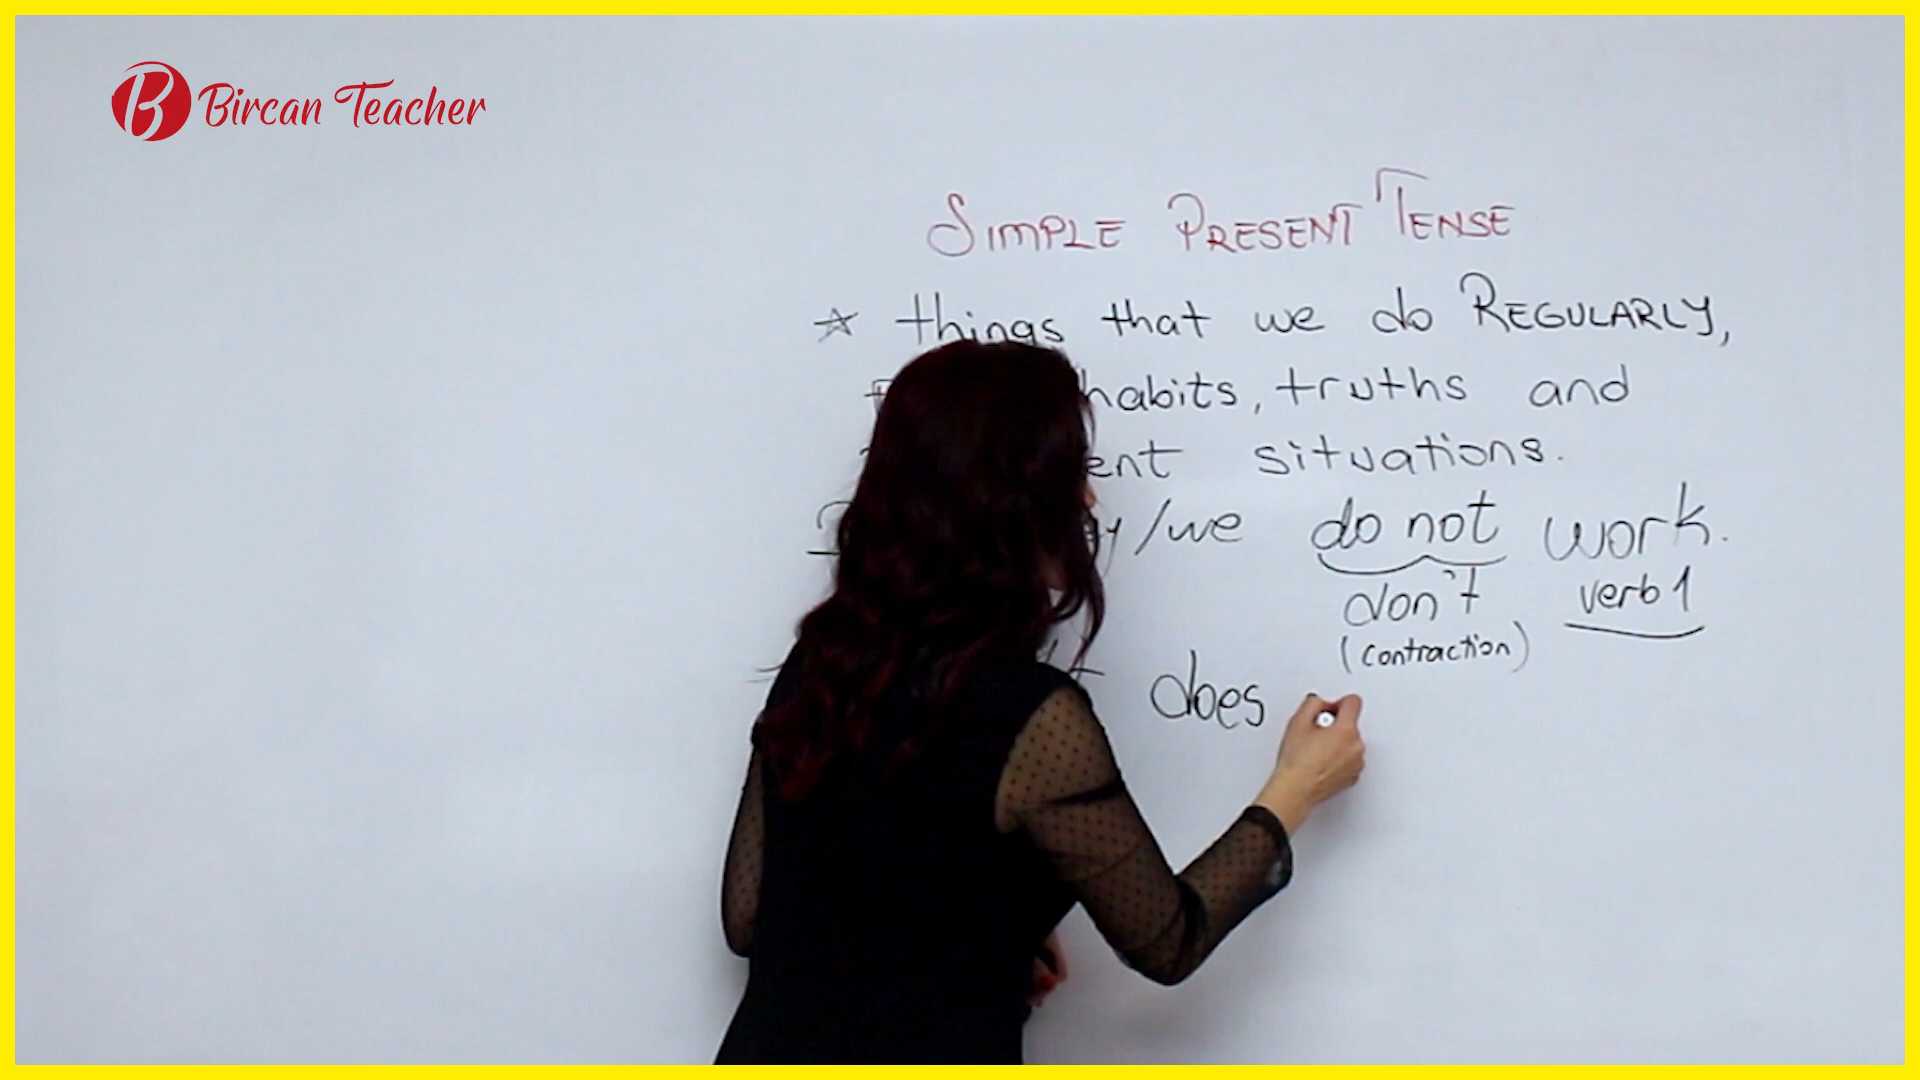 B Bircan Teacher
SIMPLE PRESENT TENSE
☆ things that we do REGULARLY,
habits, truths and
situations.
/we do not work.
don't verb 1
(contraction)
does